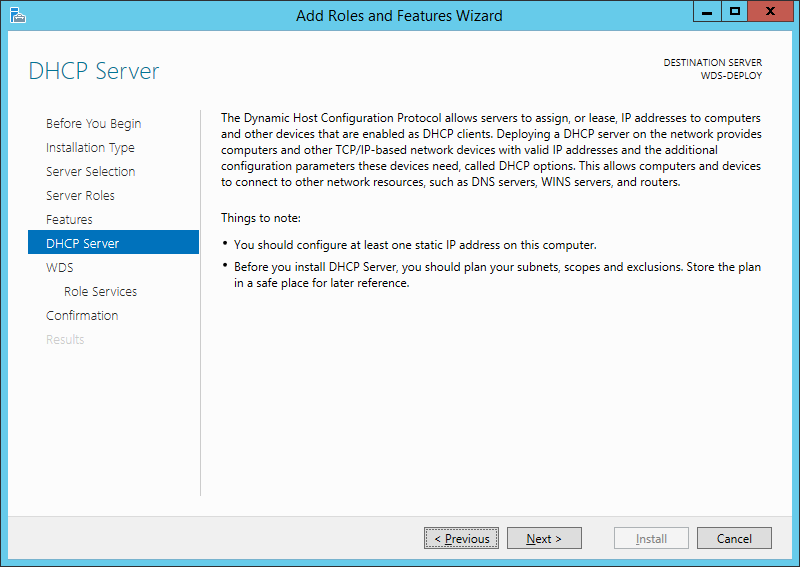 Add Roles and Features Wizard
DHCP Server
DESTINATION SERVER
WDS-DEPLOY
Before You Begin
Installation Type
Server Selection
Server Roles
Features
DHCP Server
WDS
Role Services
Confirmation
Results
The Dynamic Host Configuration Protocol allows servers to assign, or lease, IP addresses to computers
and other devices that are enabled as DHCP clients. Deploying a DHCP server on the network provides
computers and other TCP/IP-based network devices with valid IP addresses and the additional
configuration parameters these devices need, called DHCP options. This allows computers and devices
to connect to other network resources, such as DNS servers, WINS servers, and routers.
Things to note:
• You should configure at least one static IP address on this computer.
• Before you install DHCP Server, you should plan your subnets, scopes and exclusions. Store the plan
in a safe place for later reference.
< Previous
Next >
Install
Cancel